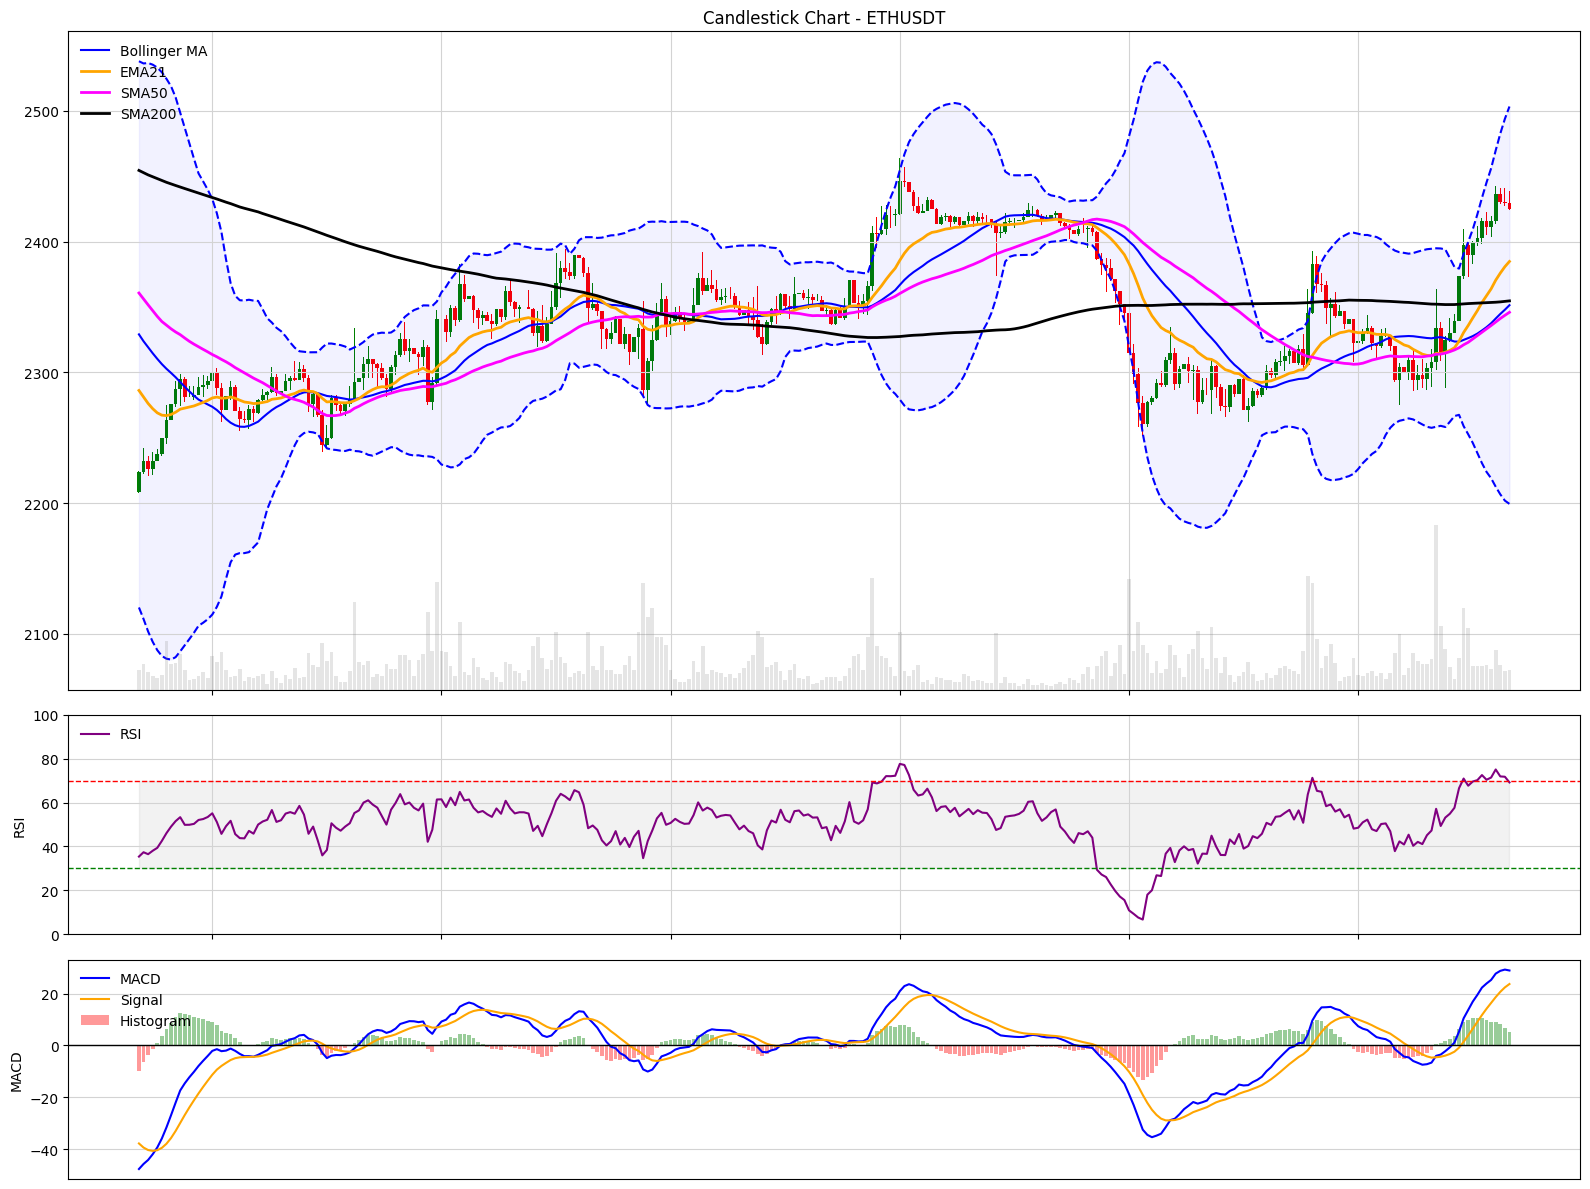 Candlestick Chart - ETHUSDT
Bollinger MA
EMA21
SMA50
SMA200
2500
2400
2300
2200
2100
RSI
100
80
60
40
20
0
RSI
MACD
Signal
Histogram
20
0
−20
−40
MACD